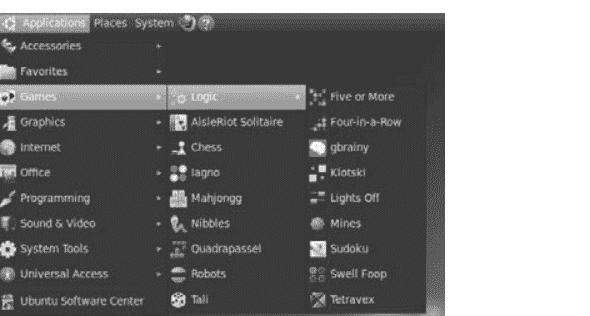 Applications Places System
Accessories
Favorites
Games
Graphics
Internet
Office
Programming
Sound & Video
System Tools
Universal Access
Ubuntu Software Center
Logic
AisleRiot Solitaire
Chess
Iagno
Mahjongg
Nibbles
Quadrapassel
Robots
Tali
Five or More
Four-in-a-Row
gbrainy
Klotski
Lights Off
Mines
Sudoku
Swell Foop
Tetravex